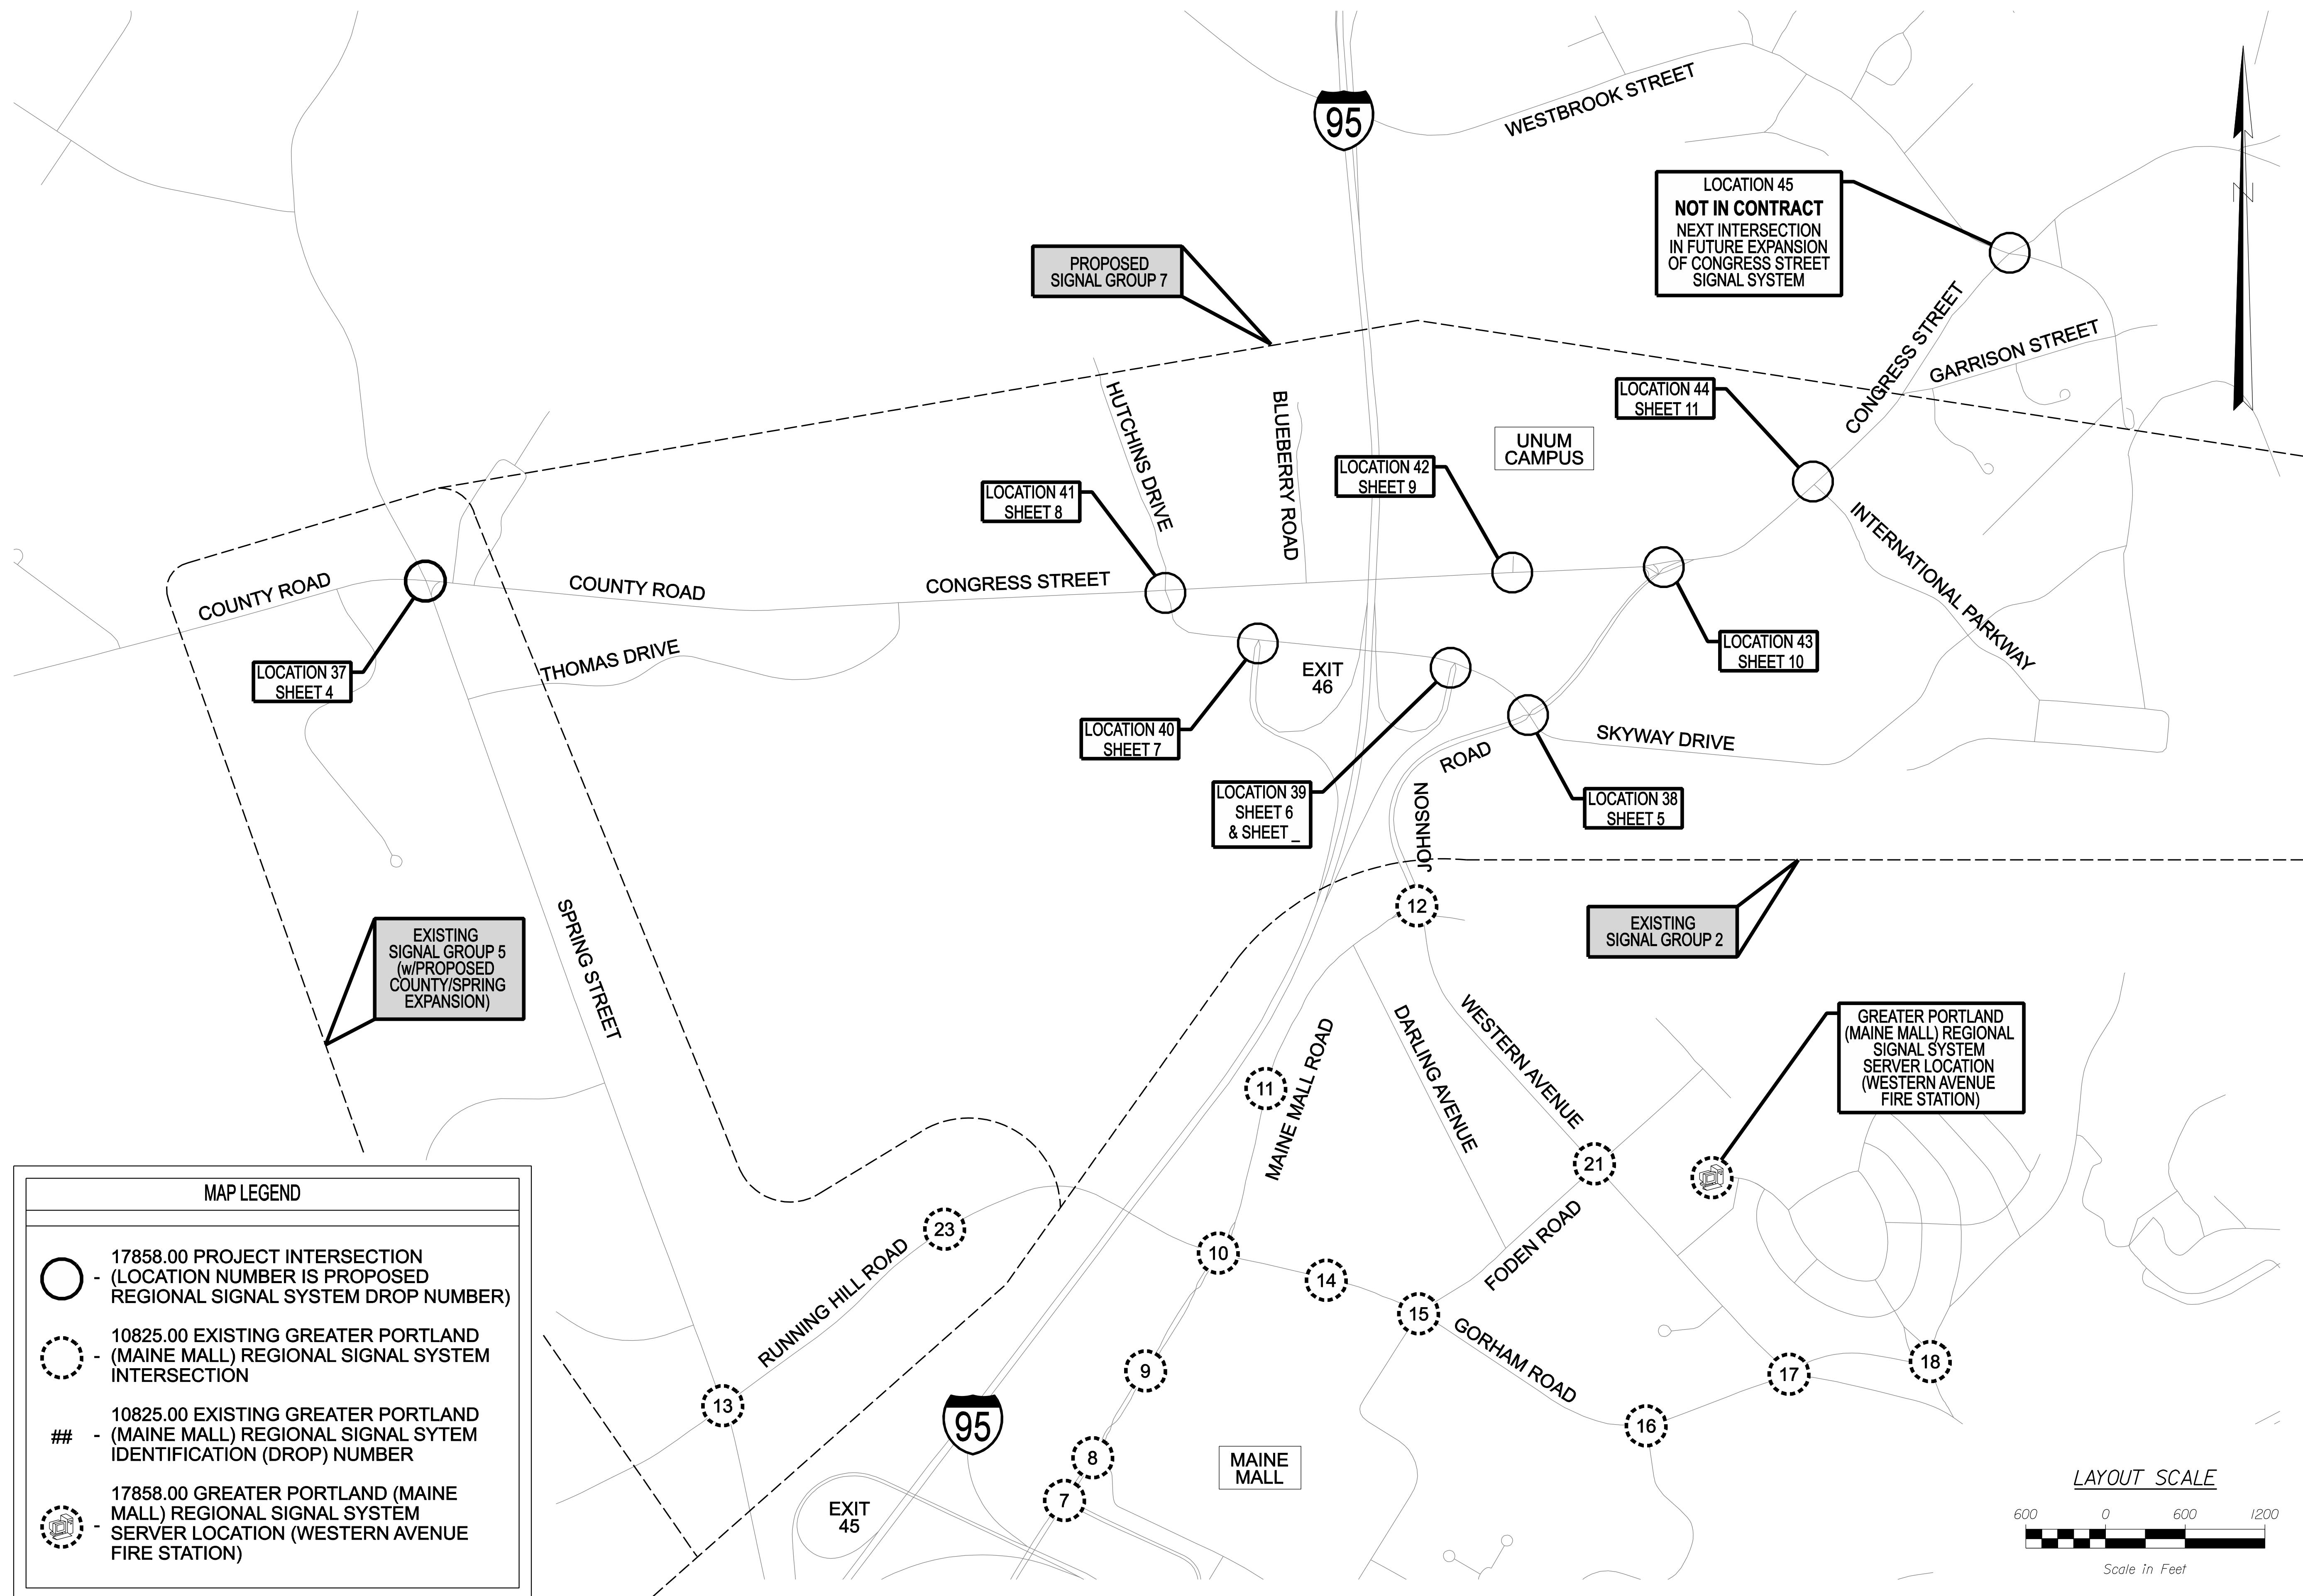 95
WESTBROOK STREET
N
LOCATION 45
NOT IN CONTRACT
NEXT INTERSECTION
IN FUTURE EXPANSION
OF CONGRESS STREET
SIGNAL SYSTEM
PROPOSED
SIGNAL GROUP 7
CONGRESS STREET
GARRISON STREET
LOCATION 44
SHEET 11
HUTCHINS DRIVE
BLUEBERRY ROAD
UNUM
CAMPUS
LOCATION 42
SHEET 9
LOCATION 41
SHEET 8
INTERNATIONAL PARKWAY
COUNTY ROAD
COUNTY ROAD
CONGRESS STREET
LOCATION 43
SHEET 10
LOCATION 37
SHEET 4
THOMAS DRIVE
EXIT
46
LOCATION 40
SHEET 7
SKYWAY DRIVE
JOHNSON
ROAD
LOCATION 39
SHEET 6
& SHEET _
LOCATION 38
SHEET 5
12
EXISTING
SIGNAL GROUP 2
EXISTING
SIGNAL GROUP 5
(w/PROPOSED
COUNTY/SPRING
EXPANSION)
SPRING STREET
MAINE MALL ROAD
DARLING AVENUE
WESTERN AVENUE
GREATER PORTLAND
(MAINE MALL) REGIONAL
SIGNAL SYSTEM
SERVER LOCATION
(WESTERN AVENUE
FIRE STATION)
11
21
23
10
14
15
FODEN ROAD
RUNNING HILL ROAD
GORHAM ROAD
9
17
18
13
16
95
8
7
MAINE
MALL
EXIT
45
MAP LEGEND
17858.00 PROJECT INTERSECTION
- (LOCATION NUMBER IS PROPOSED
REGIONAL SIGNAL SYSTEM DROP NUMBER)
10825.00 EXISTING GREATER PORTLAND
- (MAINE MALL) REGIONAL SIGNAL SYSTEM
INTERSECTION
10825.00 EXISTING GREATER PORTLAND
## - (MAINE MALL) REGIONAL SIGNAL SYTEM
IDENTIFICATION (DROP) NUMBER
17858.00 GREATER PORTLAND (MAINE
MALL) REGIONAL SIGNAL SYSTEM
- SERVER LOCATION (WESTERN AVENUE
FIRE STATION)
LAYOUT SCALE
600 0 600 1200
Scale in Feet